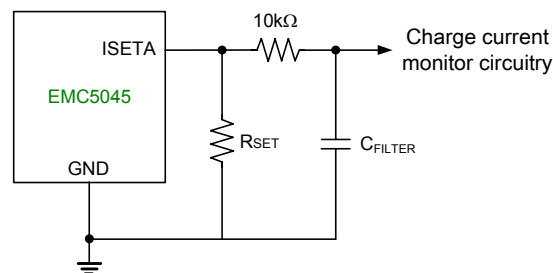 10kΩ
ISETA
Charge current
monitor circuitry
EMC5045
RSET
CFILTER
GND